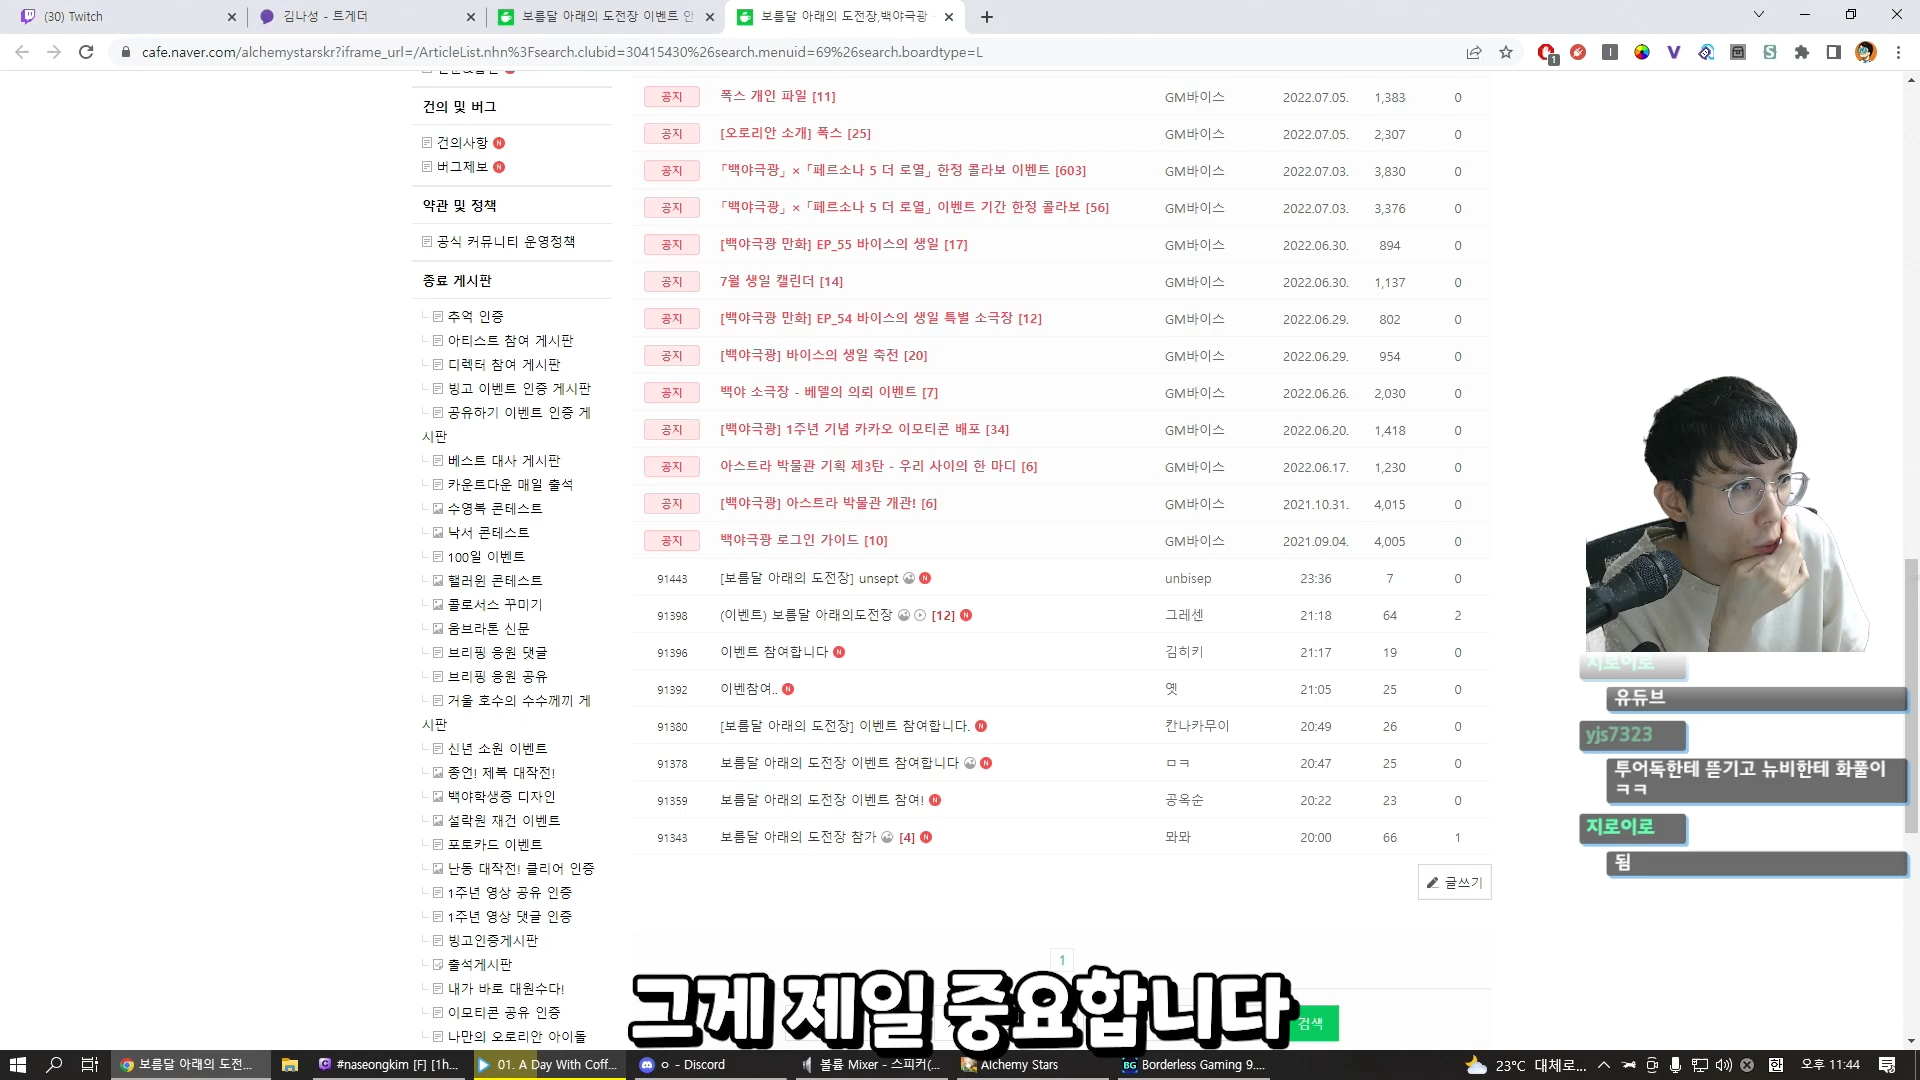 (30) Twitch
김나성 - 트게더
보름달 아래의 도전장 이벤트 안
보름달 아래의 도전장,백야극광
cafe.naver.com/alchemystarskr?iframe_url=/ArticleList.nhn%3Fsearch.clubid=30415430%26search.menuid=69%26search.boardtype=L
건의 및 버그
건의사항
버그제보
약관 및 정책
공식 커뮤니티 운영정책
종료 게시판
추억 인증
아티스트 참여 게시판
디렉터 참여 게시판
빙고 이벤트 인증 게시판
공유하기 이벤트 인증 게
시판
베스트 대사 게시판
카운트다운 매일 출석
수영복 콘테스트
낙서 콘테스트
100일 이벤트
핼러윈 콘테스트
콜로서스 꾸미기
움브라톤 신문
브리핑 응원 댓글
브리핑 응원 공유
거울 호수의 수수께끼 게
시판
신년 소원 이벤트
종언! 제복 대작전!
백야학생증 디자인
설락원 재건 이벤트
포토카드 이벤트
난동 대작전! 클리어 인증
1주년 영상 공유 인증
1주년 영상 댓글 인증
빙고인증게시판
출석게시판
내가 바로 대원수다!
이모티콘 공유 인증
나만의 오로리안 아이돌
공지 폭스 개인 파일 [11] GM바이스 2022.07.05. 1,383 0
공지 [오로리안 소개] 폭스 [25] GM바이스 2022.07.05. 2,307 0
공지 「백야극광」×「페르소나 5 더 로열」한정 콜라보 이벤트 [603] GM바이스 2022.07.03. 3,830 0
공지 「백야극광」×「페르소나 5 더 로열」이벤트 기간 한정 콜라보 [56] GM바이스 2022.07.03. 3,376 0
공지 [백야극광 만화] EP_55 바이스의 생일 [17] GM바이스 2022.06.30. 894 0
공지 7월 생일 캘린더 [14] GM바이스 2022.06.30. 1,137 0
공지 [백야극광 만화] EP_54 바이스의 생일 특별 소극장 [12] GM바이스 2022.06.29. 802 0
공지 [백야극광] 바이스의 생일 축전 [20] GM바이스 2022.06.29. 954 0
공지 백야 소극장 - 베델의 의뢰 이벤트 [7] GM바이스 2022.06.26. 2,030 0
공지 [백야극광] 1주년 기념 카카오 이모티콘 배포 [34] GM바이스 2022.06.20. 1,418 0
공지 아스트라 박물관 기획 제3탄 - 우리 사이의 한 마디 [6] GM바이스 2022.06.17. 1,230 0
공지 [백야극광] 아스트라 박물관 개관! [6] GM바이스 2021.10.31. 4,015 0
공지 백야극광 로그인 가이드 [10] GM바이스 2021.09.04. 4,005 0
91443 [보름달 아래의 도전장] unsept N unbisep 23:36 7 0
91398 (이벤트) 보름달 아래의도전장 [12] N 그레센 21:18 64 2
91396 이벤트 참여합니다 N 김히키 21:17 19 0
91392 이벤참여.. N 옛 21:05 25 0
91380 [보름달 아래의 도전장] 이벤트 참여합니다. N 칸나카무이 20:49 26 0
91378 보름달 아래의 도전장 이벤트 참여합니다 N ㅁㅋ 20:47 25 0
91359 보름달 아래의 도전장 이벤트 참여! N 공옥순 20:22 23 0
91343 보름달 아래의 도전장 참가 [4] N 뫄뫄 20:00 66 1
글쓰기
1
검색
그게 제일 중요합니다
지로이로
유듀브
yjs7323
투어독한테 뜯기고 뉴비한테 화풀이
ㅋㅋ
지로이로
됨
보름달 아래의 도전...
#naseongkim [F] [1h...
01. A Day With Coff...
ㅇ - Discord
볼륨 Mixer - 스피커(...
Alchemy Stars
Borderless Gaming 9....
23°C 대체로...
한
오후 11:44